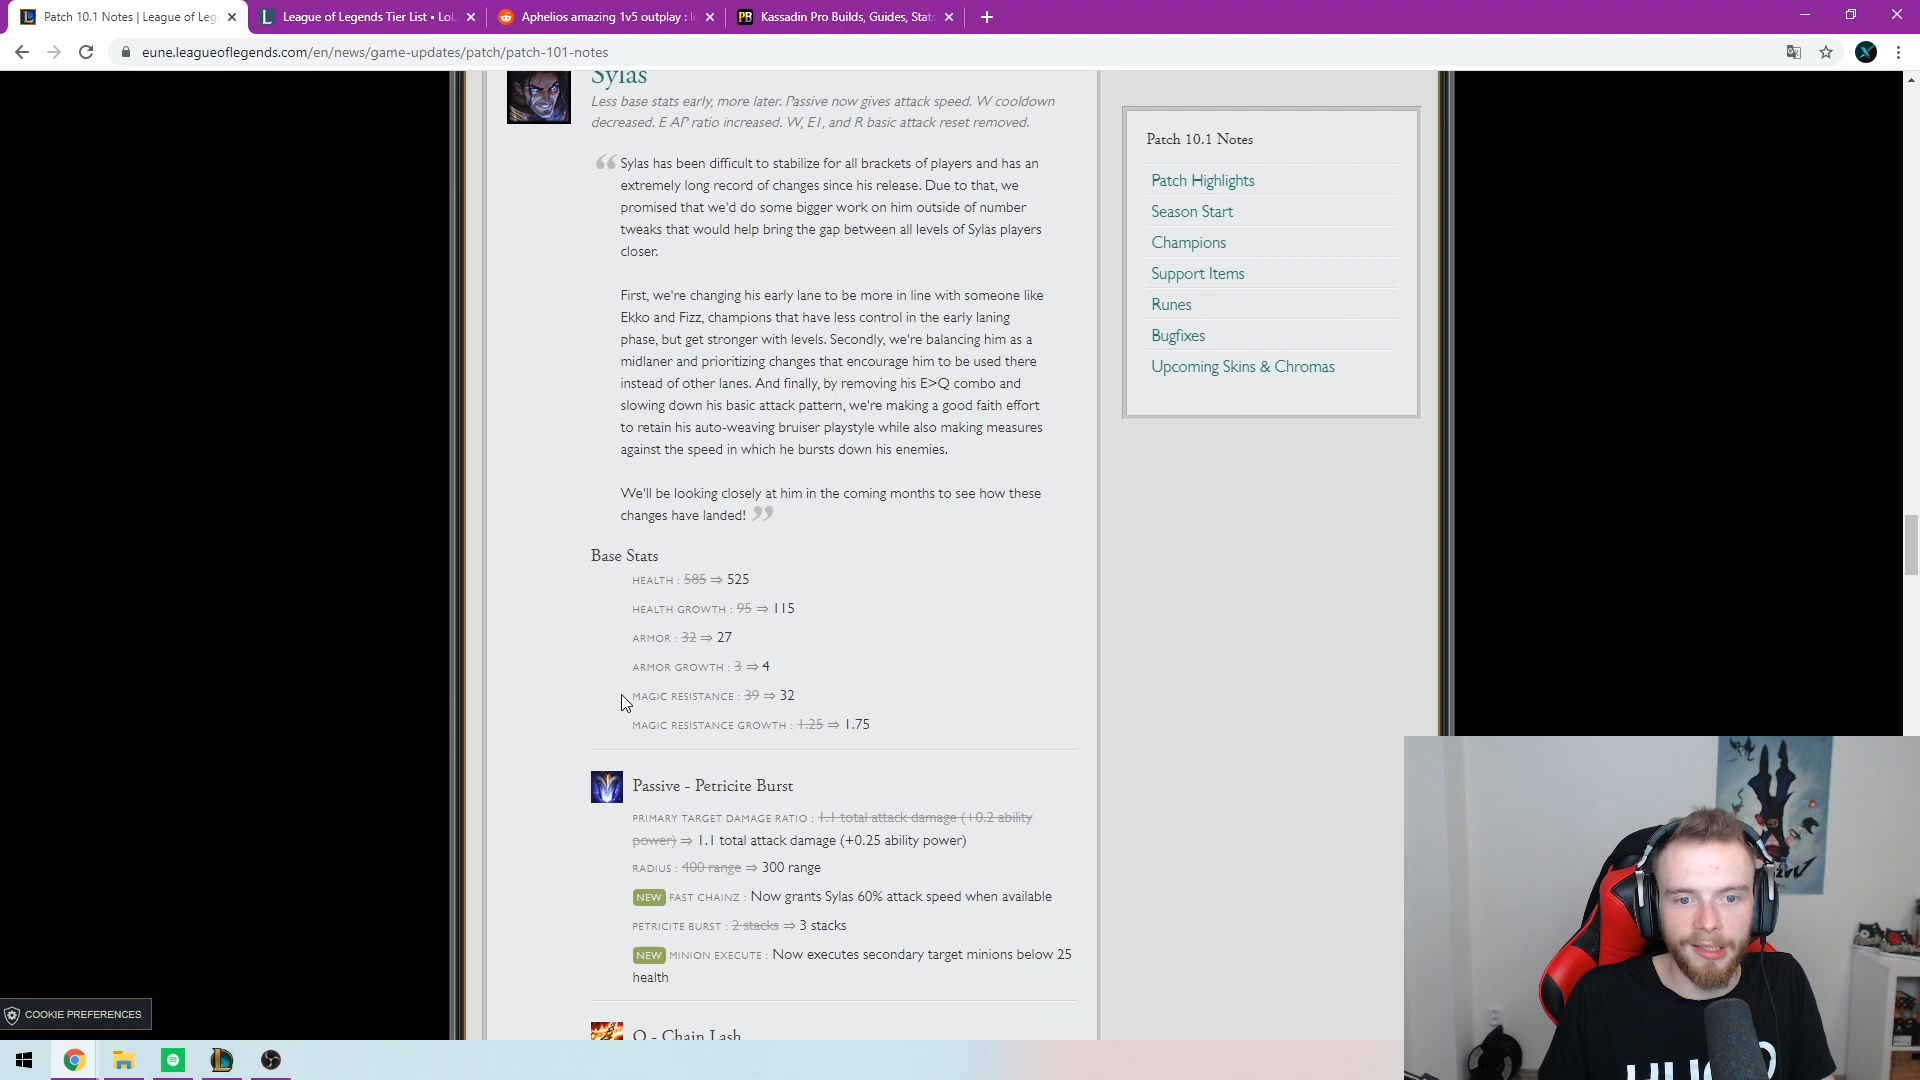 Patch 10.1 Notes | League of Leg
League of Legends Tier List • LoL
Aphelios amazing 1v5 outplay : le
Kassadin Pro Builds, Guides, Stats
eune.leagueoflegends.com/en/news/game-updates/patch/patch-101-notes
Sylas
Less base stats early, more later. Passive now gives attack speed. W cooldown
decreased. E AP ratio increased. W, E1, and R basic attack reset removed.
Sylas has been difficult to stabilize for all brackets of players and has an
extremely long record of changes since his release. Due to that, we
promised that we'd do some bigger work on him outside of number
tweaks that would help bring the gap between all levels of Sylas players
closer.
First, we're changing his early lane to be more in line with someone like
Ekko and Fizz, champions that have less control in the early laning
phase, but get stronger with levels. Secondly, we're balancing him as a
midlaner and prioritizing changes that encourage him to be used there
instead of other lanes. And finally, by removing his E>Q combo and
slowing down his basic attack pattern, we're making a good faith effort
to retain his auto-weaving bruiser playstyle while also making measures
against the speed in which he bursts down his enemies.
We'll be looking closely at him in the coming months to see how these
changes have landed!
Base Stats
HEALTH : 585 ⇒ 525
HEALTH GROWTH : 95 ⇒ 115
ARMOR : 32 ⇒ 27
ARMOR GROWTH : 3 ⇒ 4
MAGIC RESISTANCE : 39 ⇒ 32
MAGIC RESISTANCE GROWTH : 1.25 ⇒ 1.75
Passive - Petricite Burst
PRIMARY TARGET DAMAGE RATIO : 1.1 total attack damage (+0.2 ability
power) ⇒ 1.1 total attack damage (+0.25 ability power)
RADIUS : 400 range ⇒ 300 range
NEW FAST CHAINZ : Now grants Sylas 60% attack speed when available
PETRICITE BURST : 2 stacks ⇒ 3 stacks
NEW MINION EXECUTE : Now executes secondary target minions below 25
health
Q - Chain Lash
Patch 10.1 Notes
Patch Highlights
Season Start
Champions
Support Items
Runes
Bugfixes
Upcoming Skins & Chromas
COOKIE PREFERENCES